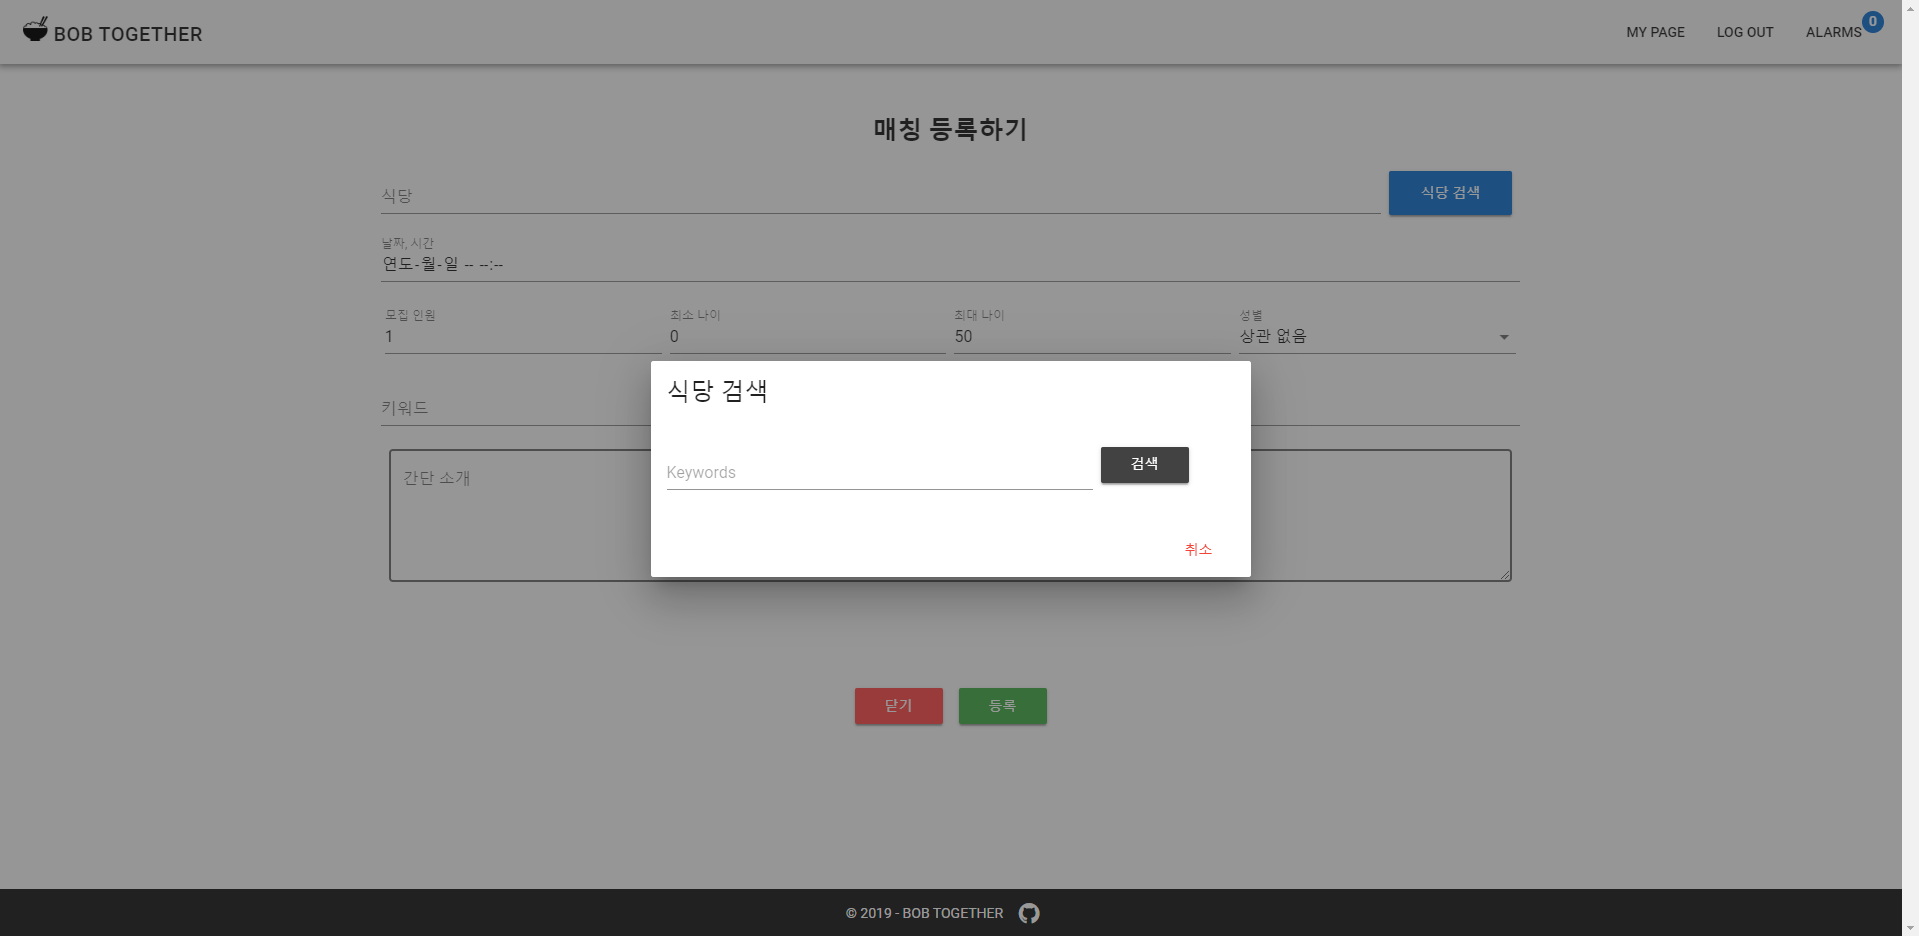 BOB TOGETHER
MY PAGE
LOG OUT
ALARMS
0
매칭 등록하기
식당
식당 검색
날짜, 시간
연도-월-일 -- --:--
모집 인원
최소 나이
최대 나이
성별
1
0
50
상관 없음
키워드
간단 소개
식당 검색
Keywords
검색
취소
닫기
등록
© 2019 - BOB TOGETHER